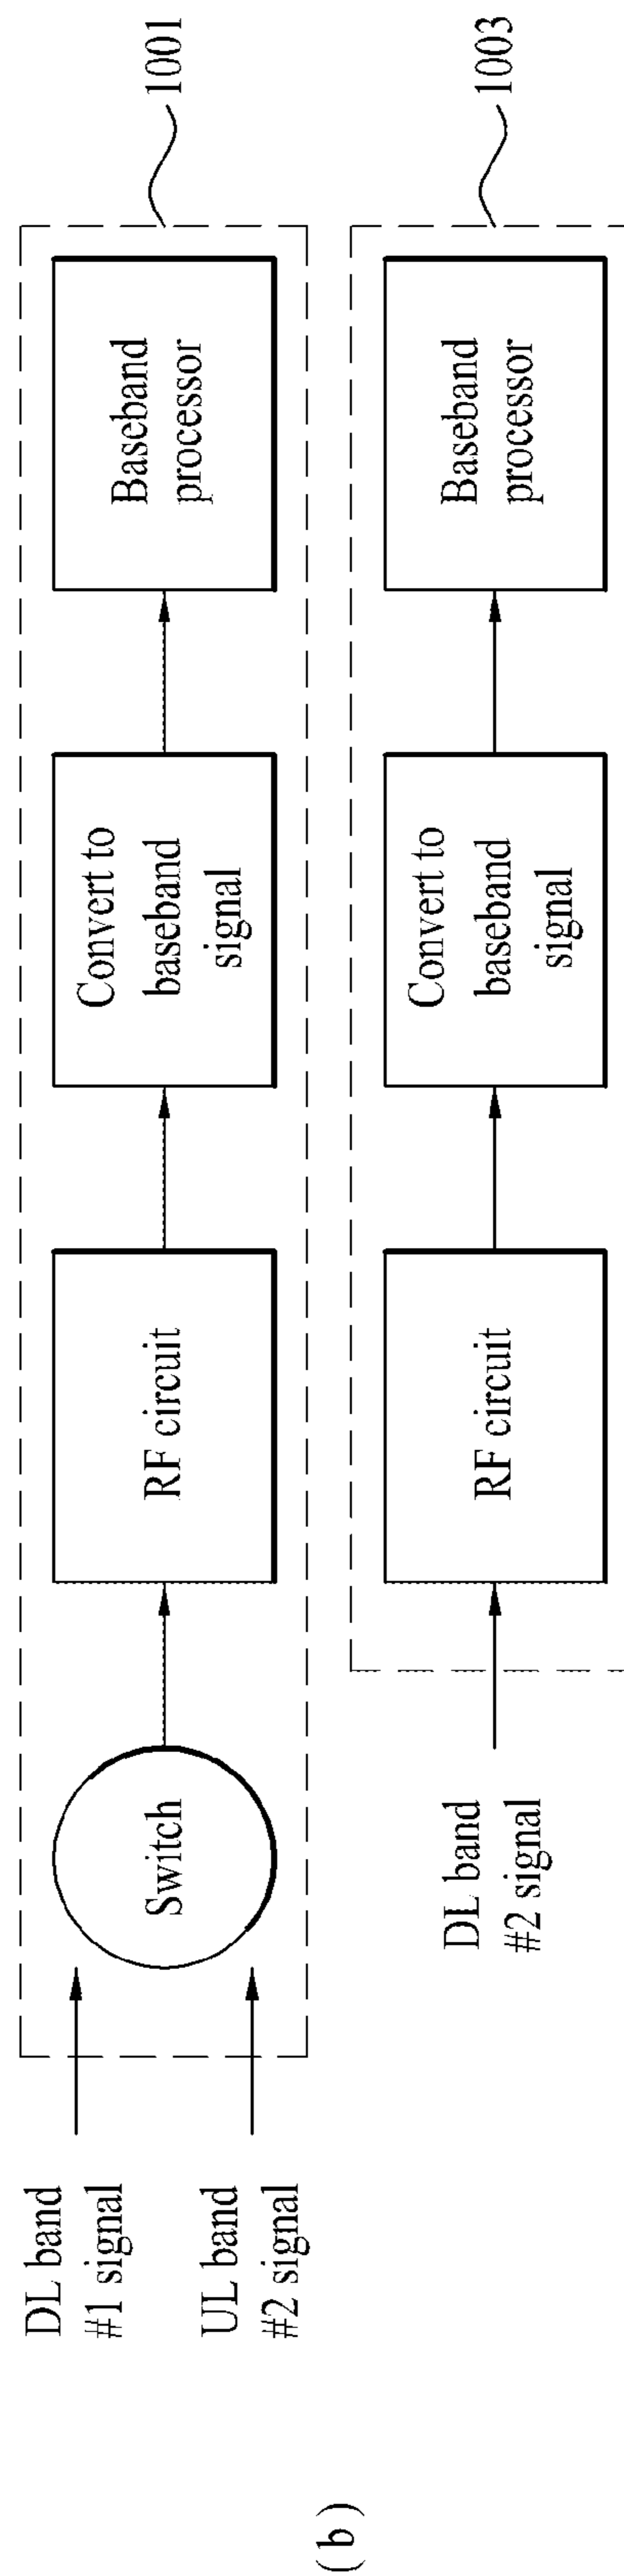 (b)
DL band
#1 signal
UL band
#2 signal
Switch
RF circuit
Convert to
baseband
signal
Baseband
processor
1001
DL band
#2 signal
RF circuit
Convert to
baseband
signal
Baseband
processor
1003